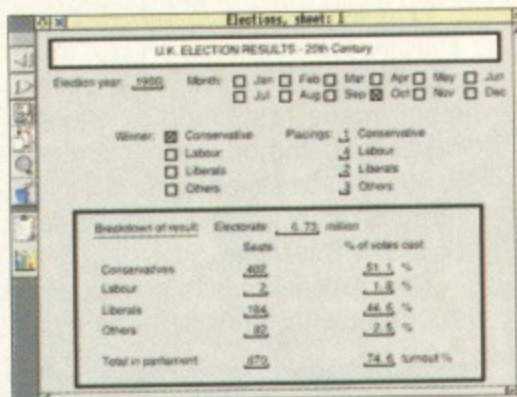 Elections, sheet: 1
U.K. ELECTION RESULTS - 20th Century
Election year: 1900 Month: Jan Feb Mar Apr May Jun
Jul Aug Sep Oct Nov Dec
Winner: Conservative Placings: 1 Conservative
Labour 4 Labour
Liberals 2 Liberals
Others 3 Others
Breakdown of result: Electorate: 6.73 million
Seats % of votes cast
Conservatives 402 51.1 %
Labour 2 1.8 %
Liberals 184 44.6 %
Others 82 2.5 %
Total in parliament 670 74.6 turnout %